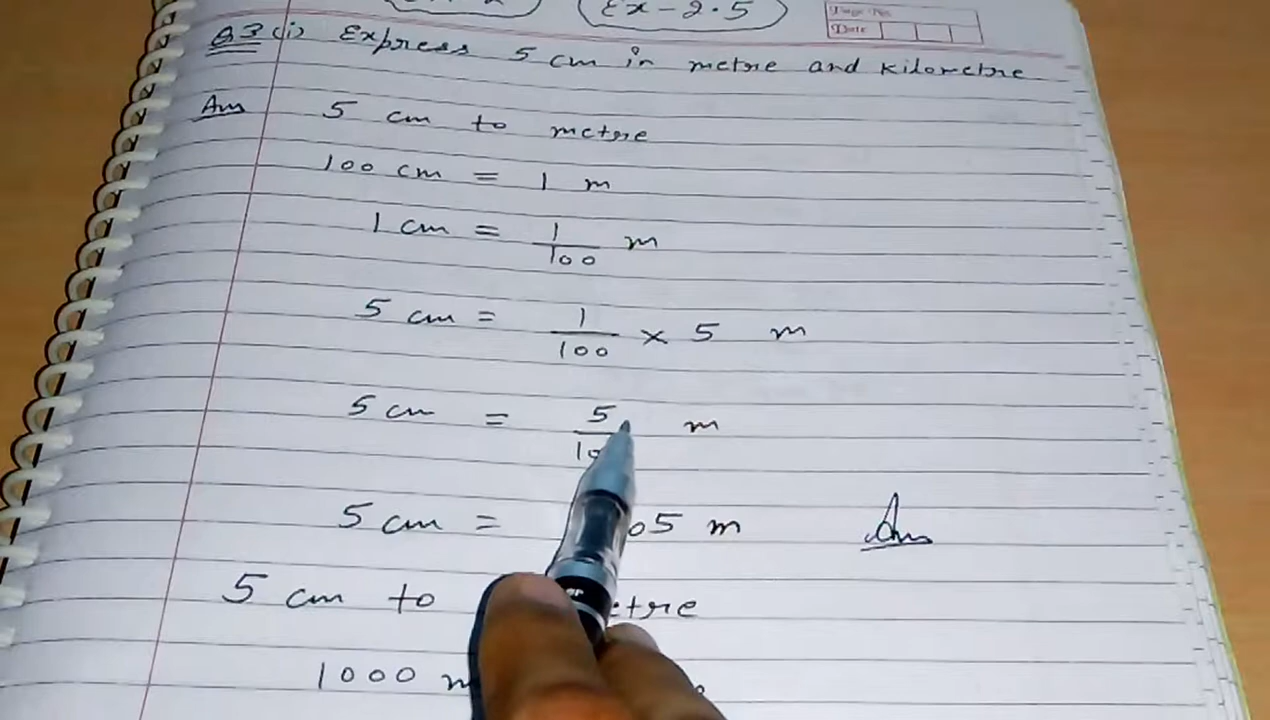 Ex-2.5
Page No.
Date
Q3 (i) Express 5 cm in metre and kilometre
Ans 5 cm to metre
100 cm = 1 m
1 cm = 1/100 m
5 cm = 1/100 × 5 m
5 cm = 5/ m
5 cm = 05 m Ans
5 cm to
1000